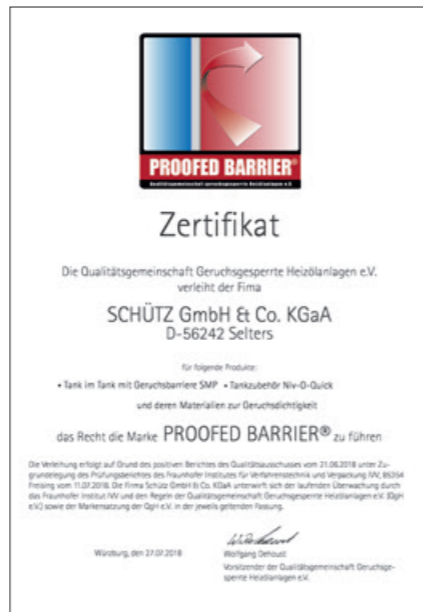 PROOFED BARRIER®
Qualitätsgemeinschaft geruchsgesperrte Heizölanlagen e.V.
Zertifikat
Die Qualitätsgemeinschaft Geruchsgesperrte Heizölanlagen e.V.
verleiht der Fima
SCHÜTZ GmbH & Co. KGaA
D-56242 Selters
für folgende Produkte:
• Tank im Tank mit Geruchsbarriere SMP • Tankzubehör Niv-O-Quick
und deren Materialien zur Geruchsdichtigkeit
das Recht die Marke PROOFED BARRIER® zu führen
Die Verleihung erfolgt auf Grund des positiven Berichtes des Qualitätsausschusses vom 21.06.2018 unter Zu-
grundelegung des Prüfungsberichtes des Fraunhofer Institutes für Verfahrenstechnik und Verpackung IVV, 85354
Freising vom 11.07.2018. Die Firma Schütz GmbH & Co. KGaA unterwirft sich der laufenden Überwachung durch
das Fraunhofer Institut IVV und den Regeln der Qualitätsgemeinschaft Geruchsgesperrte Heizölanlagen e.V. (QgH
e.V.) sowie der Markensatzung der QgH e.V. in der jeweils geltenden Fassung.
Würzburg, den 27.07.2018
Wolfgang Dehoust
Vorsitzender der Qualitätsgemeinschaft Geruchsge-
sperrte Heizölanlagen e.V.